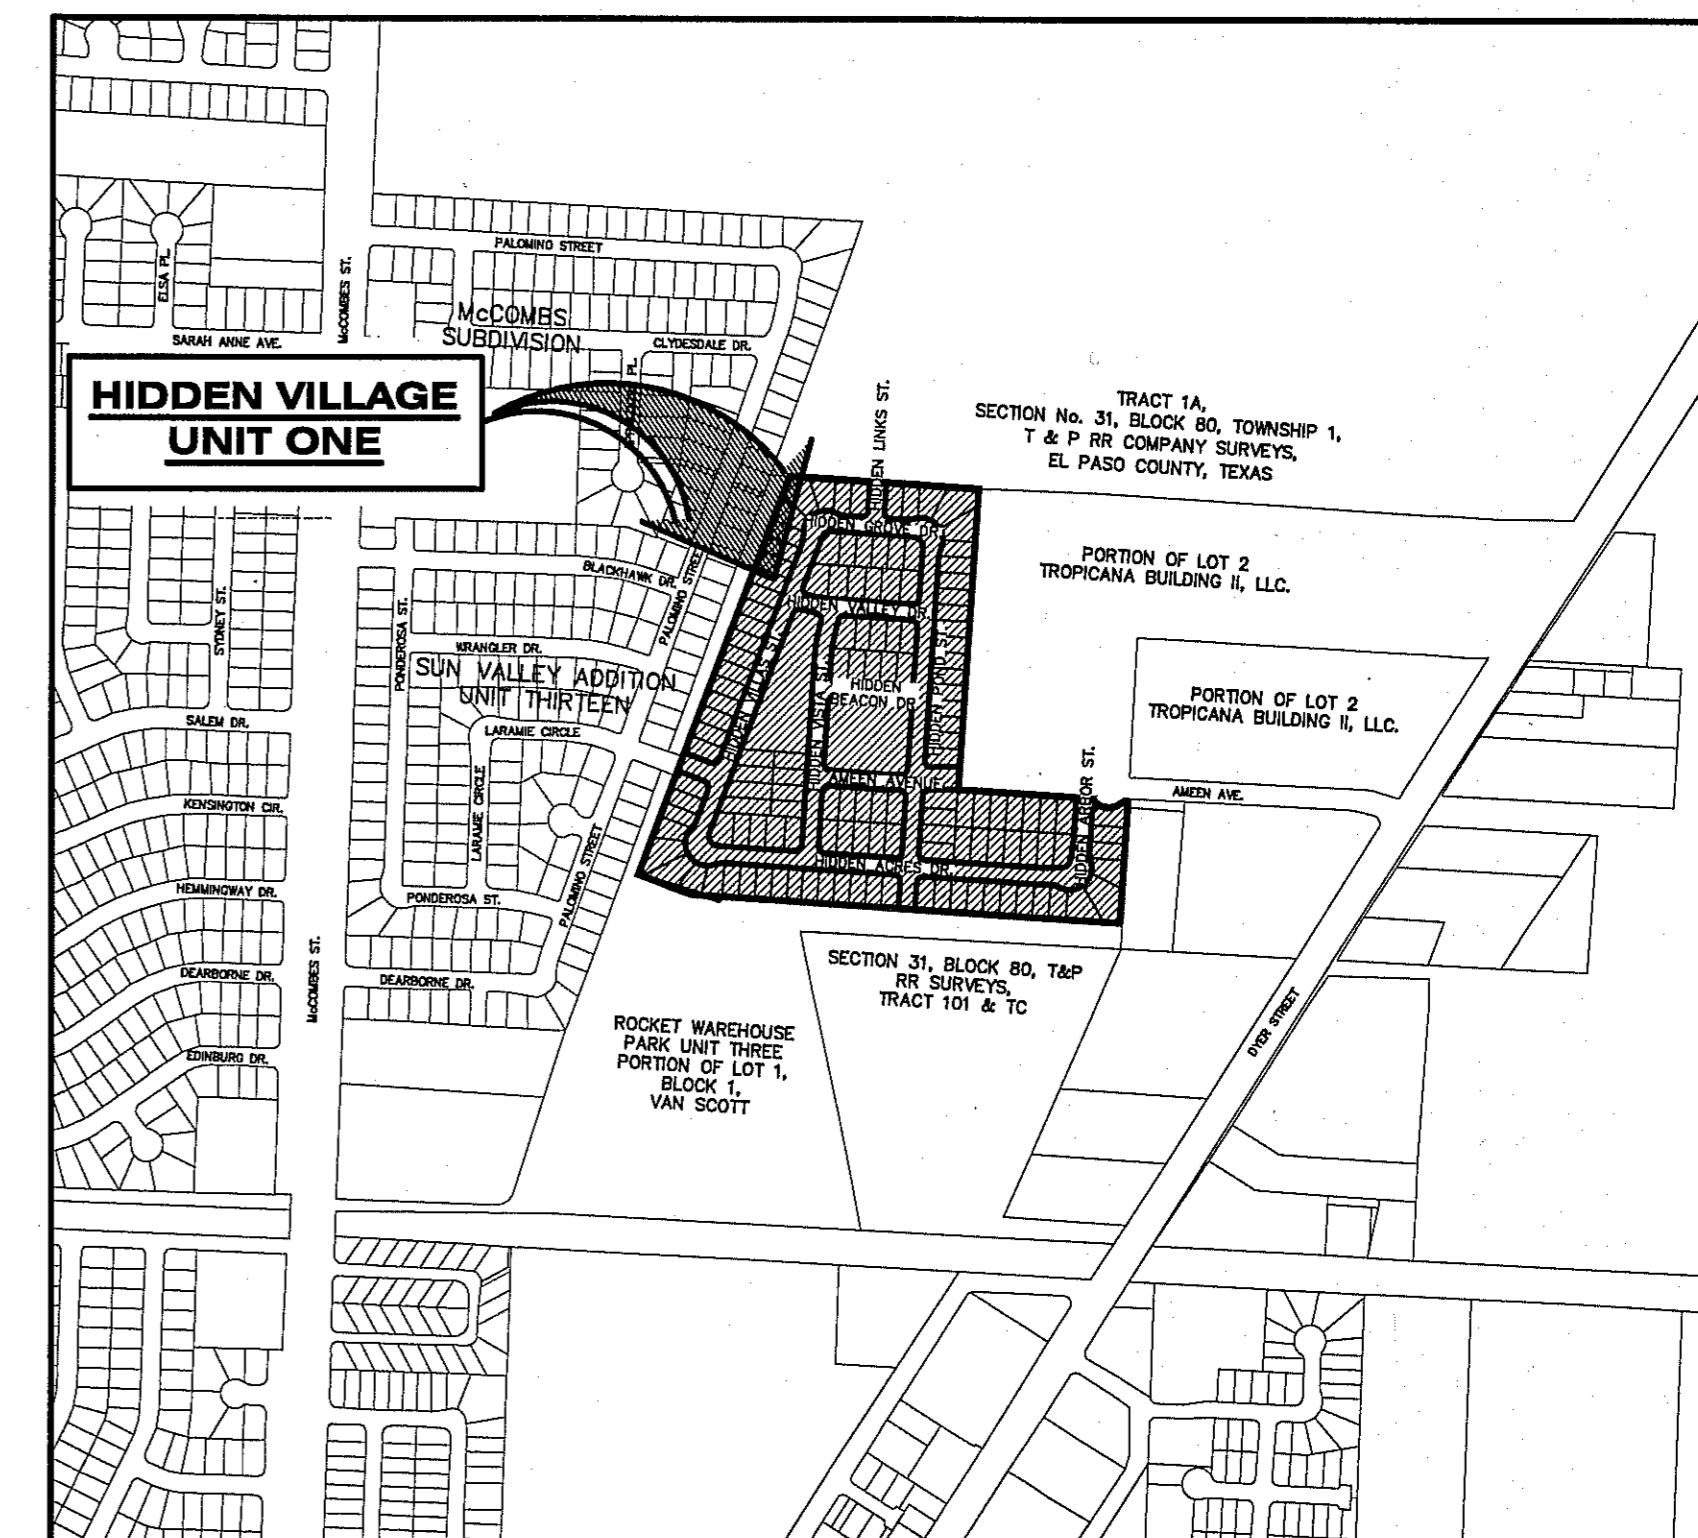 PALOMINO STREET
ELSA PL.
McCOMBES ST.
McCOMBS
SUBDIVISION
SARAH ANNE AVE.
CLYDESDALE DR.
PL.
HIDDEN VILLAGE
UNIT ONE
HIDDEN LINKS ST.
TRACT 1A,
SECTION No. 31, BLOCK 80, TOWNSHIP 1,
T & P RR COMPANY SURVEYS,
EL PASO COUNTY, TEXAS
HIDDEN GROVE DR.
PORTION OF LOT 2
TROPICANA BUILDING II, LLC.
BLACKHAWK DR.
PALOMINO STREET
SYDNEY ST.
PONDEROSA ST.
HIDDEN VALLEY DR.
WRANGLER DR.
SUN VALLEY ADDITION
UNIT THIRTEEN
HIDDEN VILLAS ST.
HIDDEN VISTA ST.
HIDDEN
BEACON DR.
HIDDEN POND ST.
PORTION OF LOT 2
TROPICANA BUILDING II, LLC.
SALEM DR.
LARAMIE CIRCLE
LARAMIE CIRCLE
AMEEN AVENUE
HIDDEN ARBOR ST.
AMEEN AVE.
KENSINGTON CIR.
PALOMINO STREET
HIDDEN ACRES DR.
HEMMINGWAY DR.
PONDEROSA ST.
McCOMBES ST.
DEARBORNE DR.
DEARBORNE DR.
SECTION 31, BLOCK 80, T&P
RR SURVEYS,
TRACT 101 & TC
DYER STREET
ROCKET WAREHOUSE
PARK UNIT THREE
PORTION OF LOT 1,
BLOCK 1,
VAN SCOTT
EDINBURG DR.